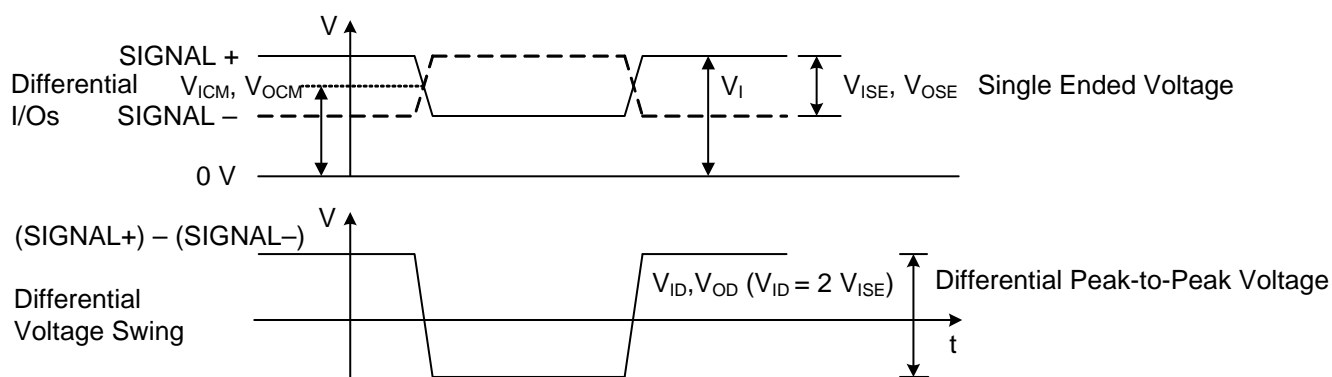 V
SIGNAL +
Differential I/Os
V_ICM, V_OCM
SIGNAL –
V_I
V_ISE, V_OSE Single Ended Voltage
0 V
V
(SIGNAL+) – (SIGNAL–)
V_ID,V_OD (V_ID = 2 V_ISE)
Differential Peak-to-Peak Voltage
Differential
Voltage Swing
t